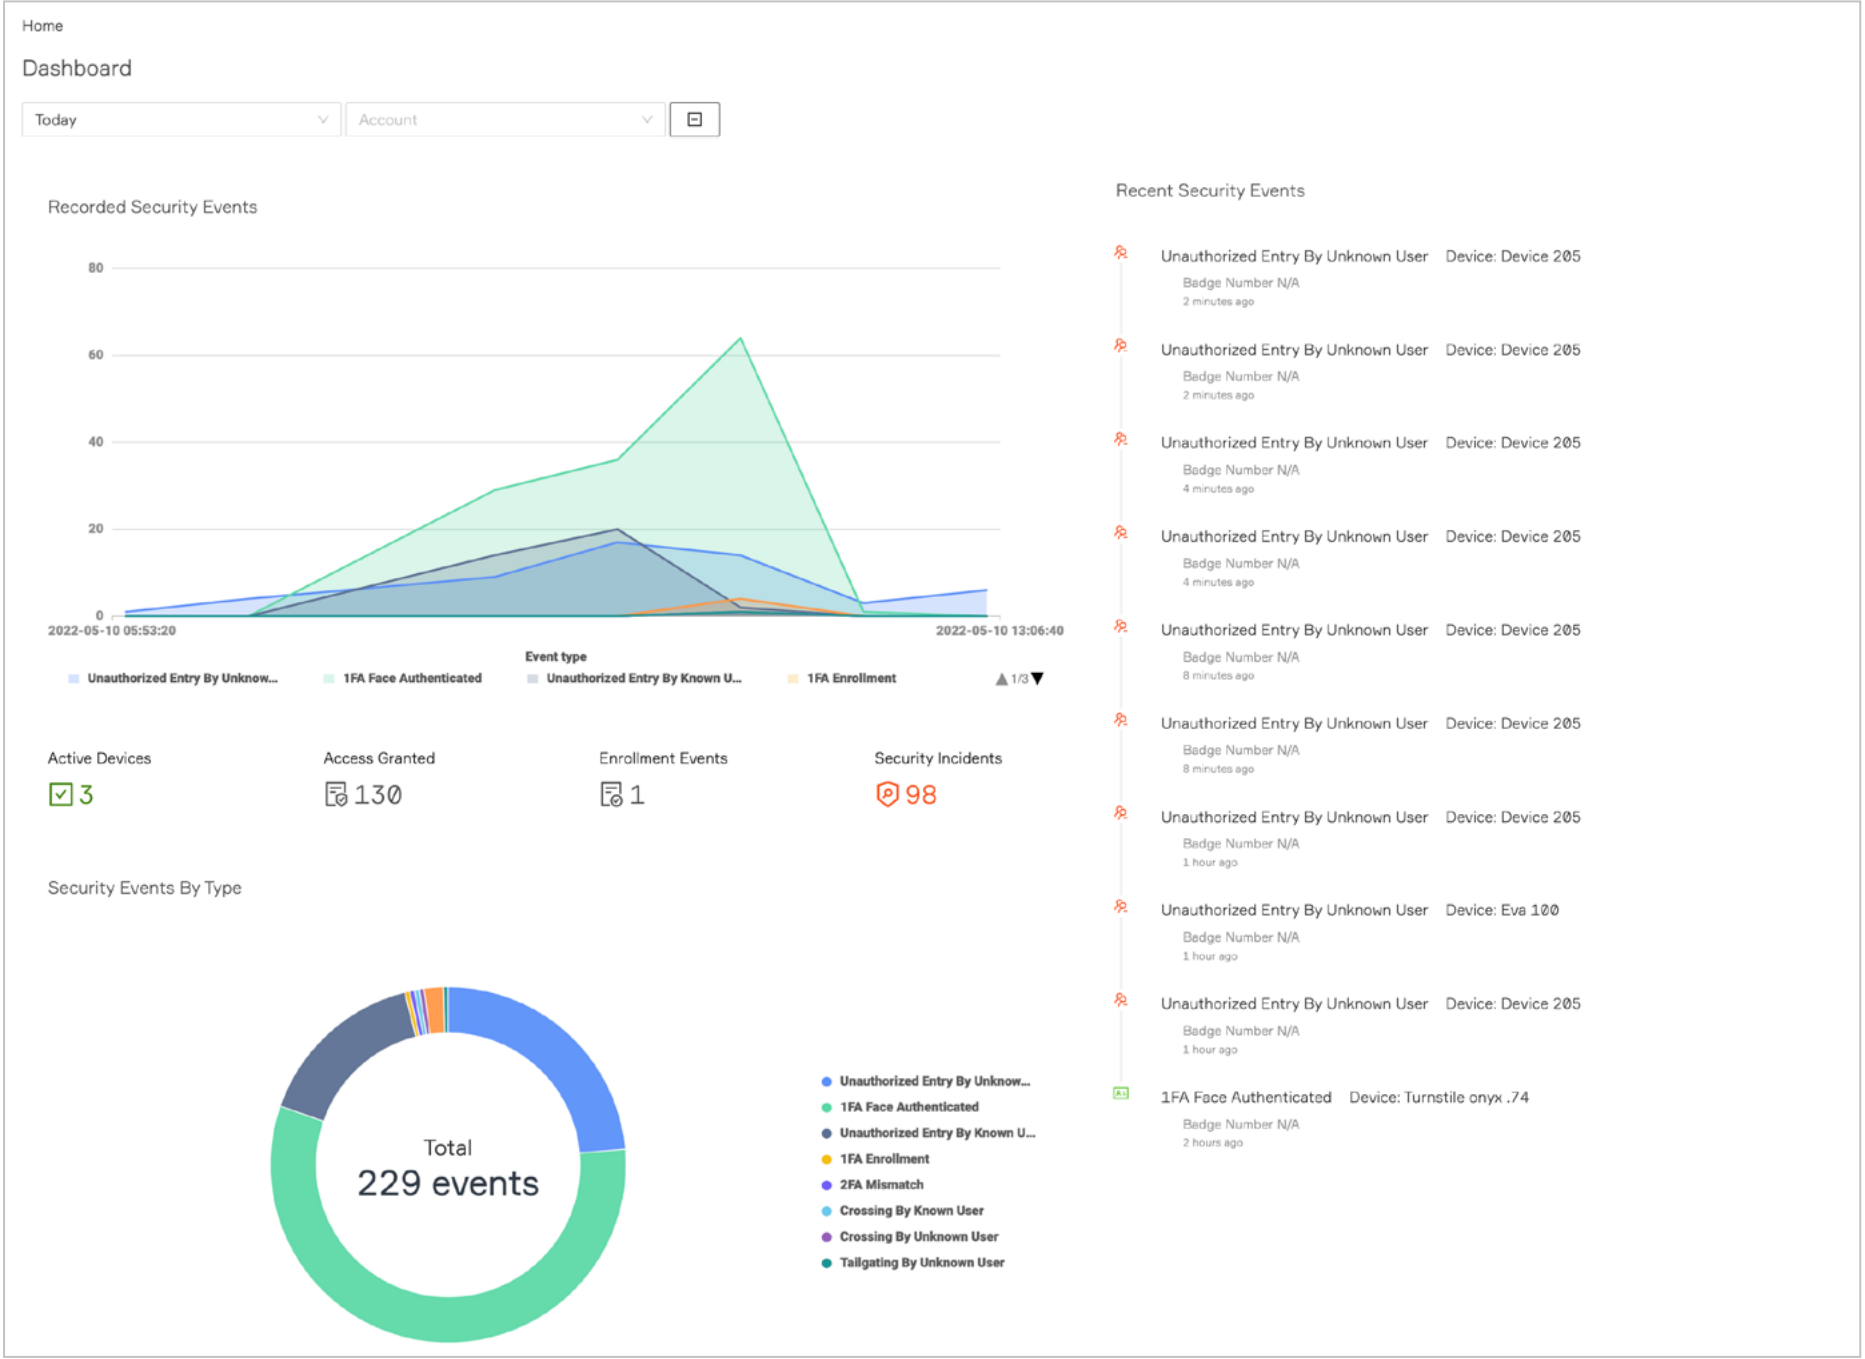 Home
Dashboard
Today
Account
Recorded Security Events
80
60
40
20
0
2022-05-10 05:53:20
2022-05-10 13:06:40
Event type
Unauthorized Entry By Unknow...
1FA Face Authenticated
Unauthorized Entry By Known U...
1FA Enrollment
1/3
Active Devices
3
Access Granted
130
Enrollment Events
1
Security Incidents
98
Security Events By Type
Total
229 events
Unauthorized Entry By Unknow...
1FA Face Authenticated
Unauthorized Entry By Known U...
1FA Enrollment
2FA Mismatch
Crossing By Known User
Crossing By Unknown User
Tailgating By Unknown User
Recent Security Events
Unauthorized Entry By Unknown User Device: Device 205
Badge Number N/A
2 minutes ago
Unauthorized Entry By Unknown User Device: Device 205
Badge Number N/A
2 minutes ago
Unauthorized Entry By Unknown User Device: Device 205
Badge Number N/A
4 minutes ago
Unauthorized Entry By Unknown User Device: Device 205
Badge Number N/A
4 minutes ago
Unauthorized Entry By Unknown User Device: Device 205
Badge Number N/A
8 minutes ago
Unauthorized Entry By Unknown User Device: Device 205
Badge Number N/A
8 minutes ago
Unauthorized Entry By Unknown User Device: Device 205
Badge Number N/A
1 hour ago
Unauthorized Entry By Unknown User Device: Eva 100
Badge Number N/A
1 hour ago
Unauthorized Entry By Unknown User Device: Device 205
Badge Number N/A
1 hour ago
1FA Face Authenticated Device: Turnstile onyx .74
Badge Number N/A
2 hours ago